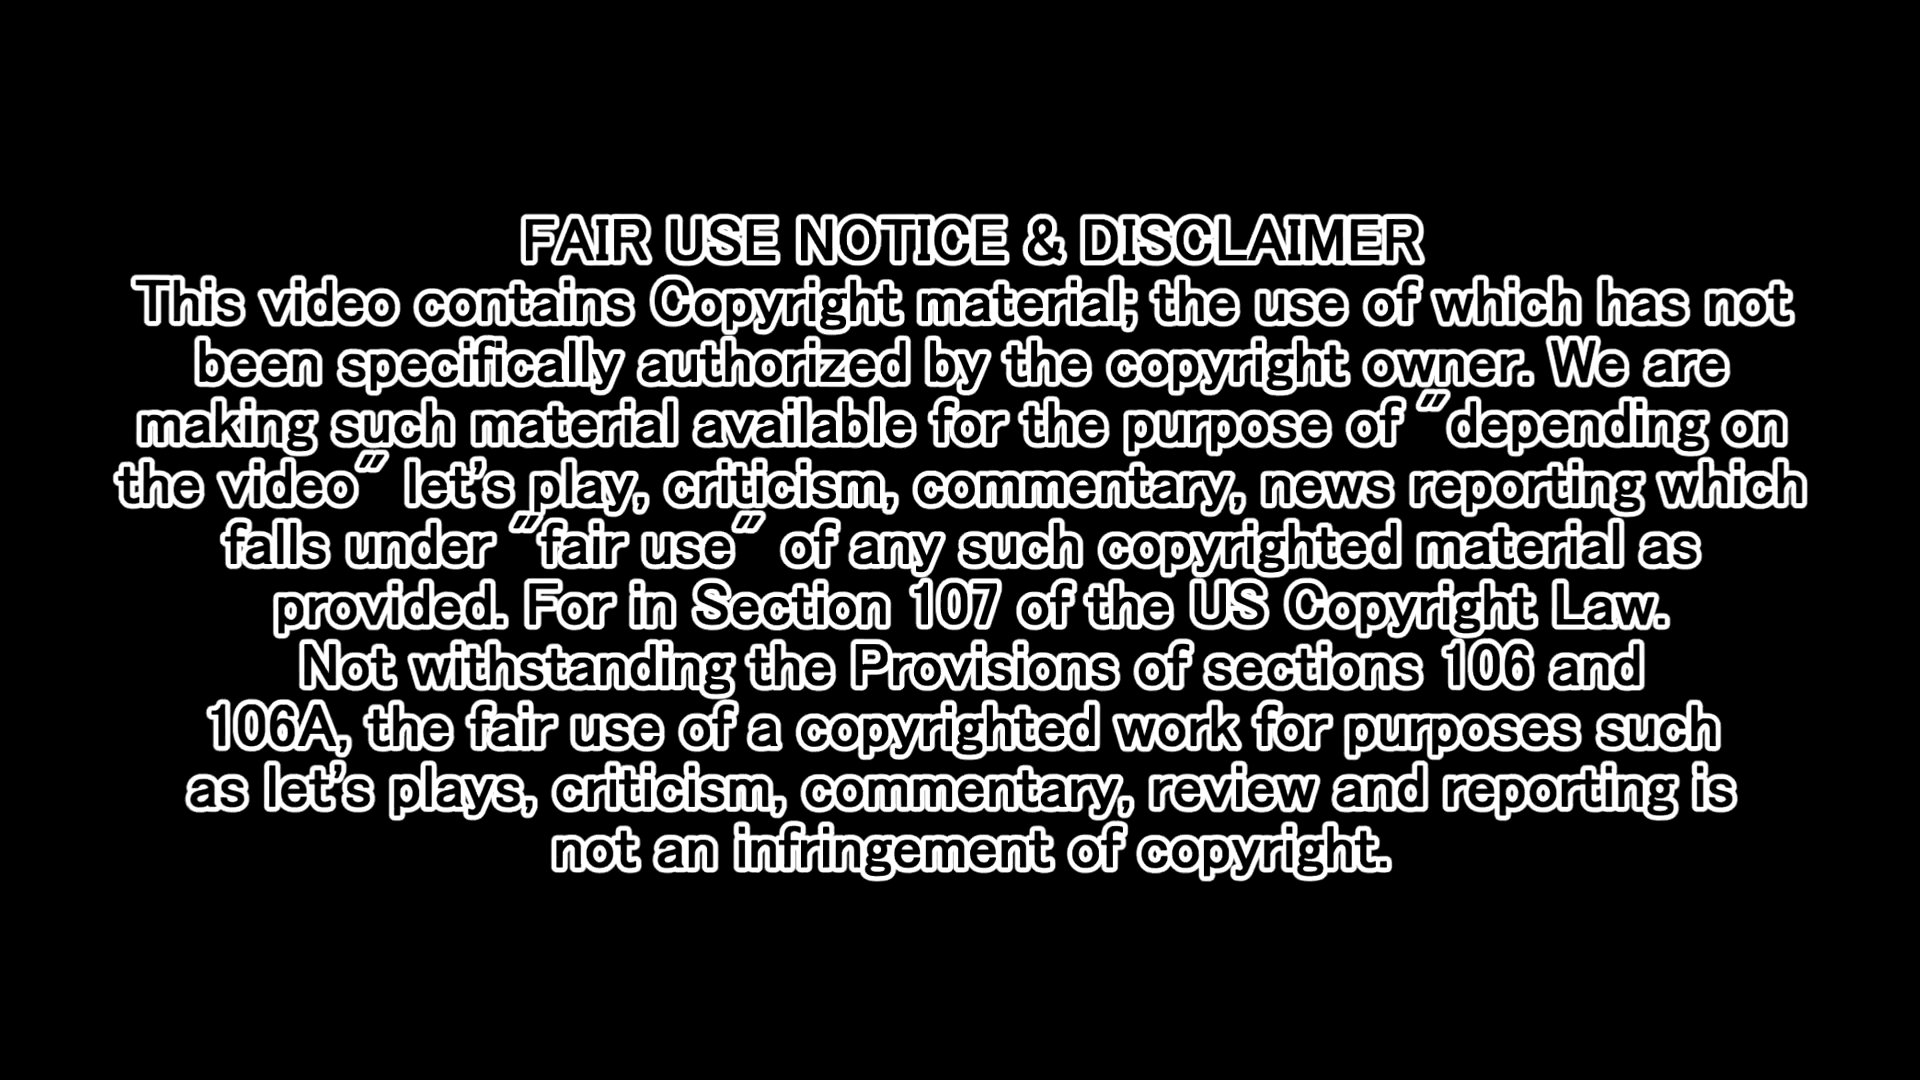 FAIR USE NOTICE & DISCLAIMER
This video contains Copyright material; the use of which has not
been specifically authorized by the copyright owner. We are
making such material available for the purpose of "depending on
the video" let's play, criticism, commentary, news reporting which
falls under "fair use" of any such copyrighted material as
provided. For in Section 107 of the US Copyright Law.
Not withstanding the Provisions of sections 106 and
106A, the fair use of a copyrighted work for purposes such
as let's plays, criticism, commentary, review and reporting is
not an infringement of copyright.